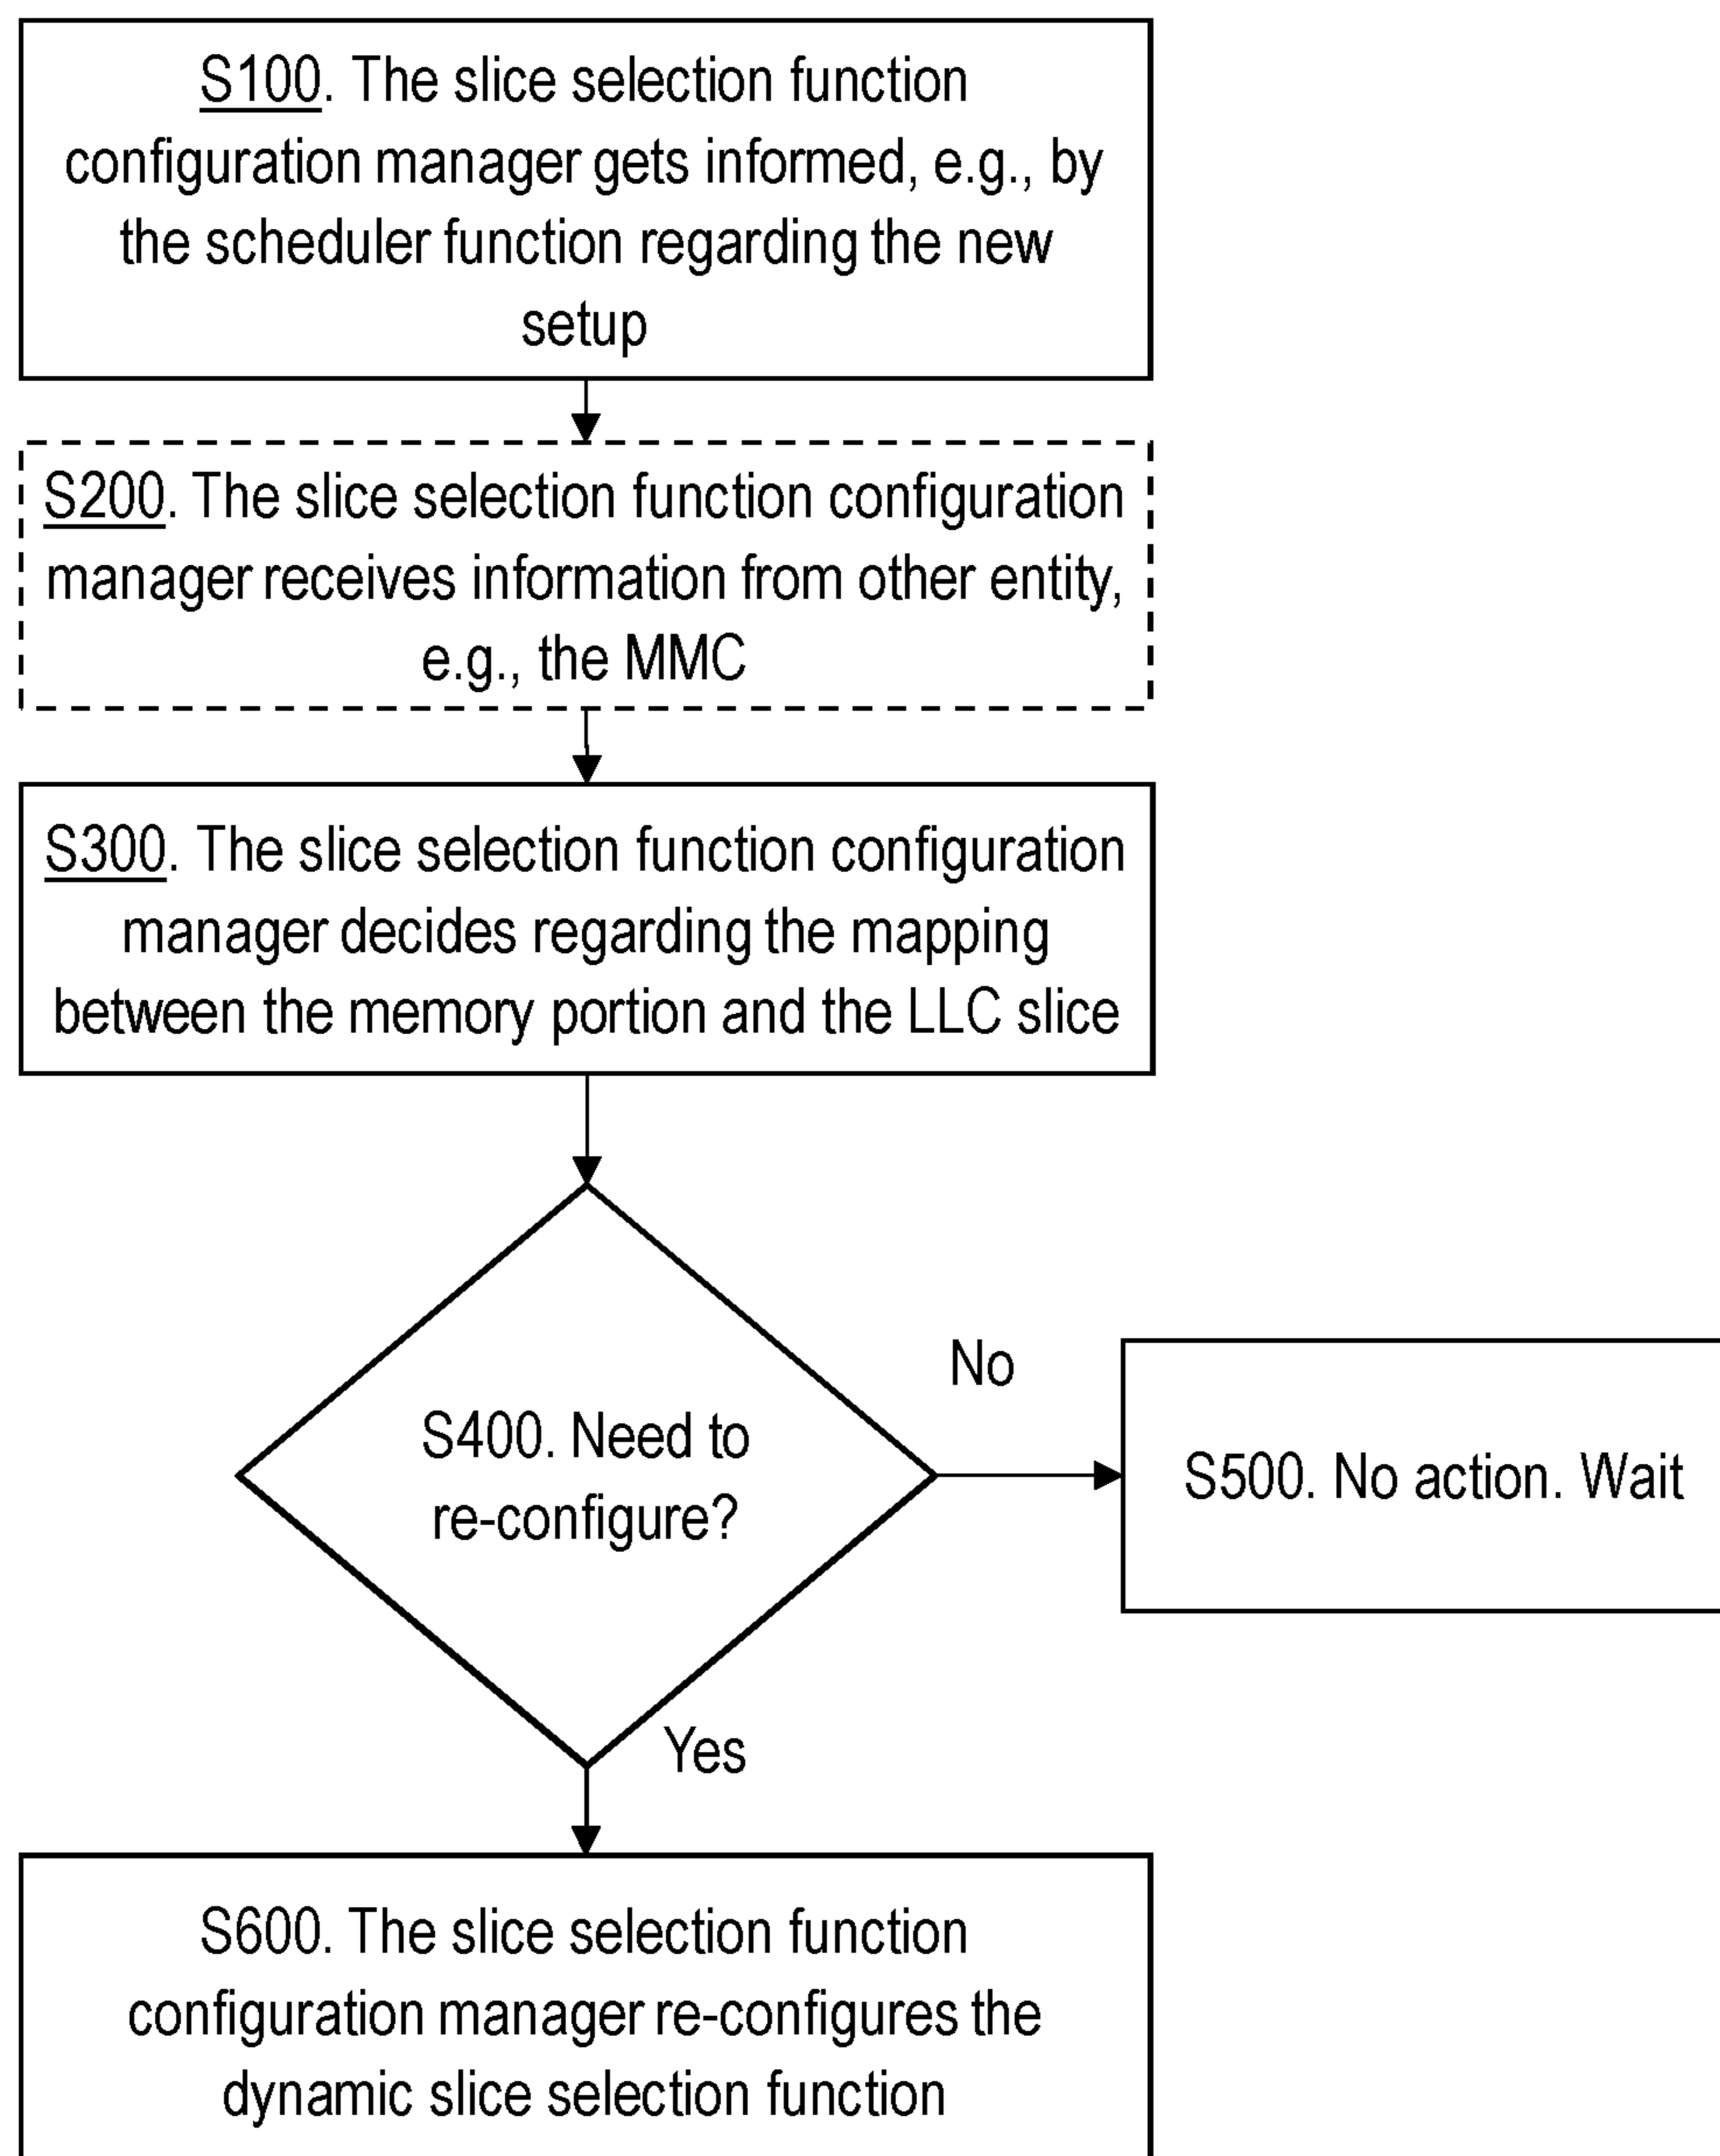 S100. The slice selection function
configuration manager gets informed, e.g., by
the scheduler function regarding the new
setup
S200. The slice selection function configuration
manager receives information from other entity,
e.g., the MMC
S300. The slice selection function configuration
manager decides regarding the mapping
between the memory portion and the LLC slice
S400. Need to
re-configure?
No
S500. No action. Wait
Yes
S600. The slice selection function
configuration manager re-configures the
dynamic slice selection function